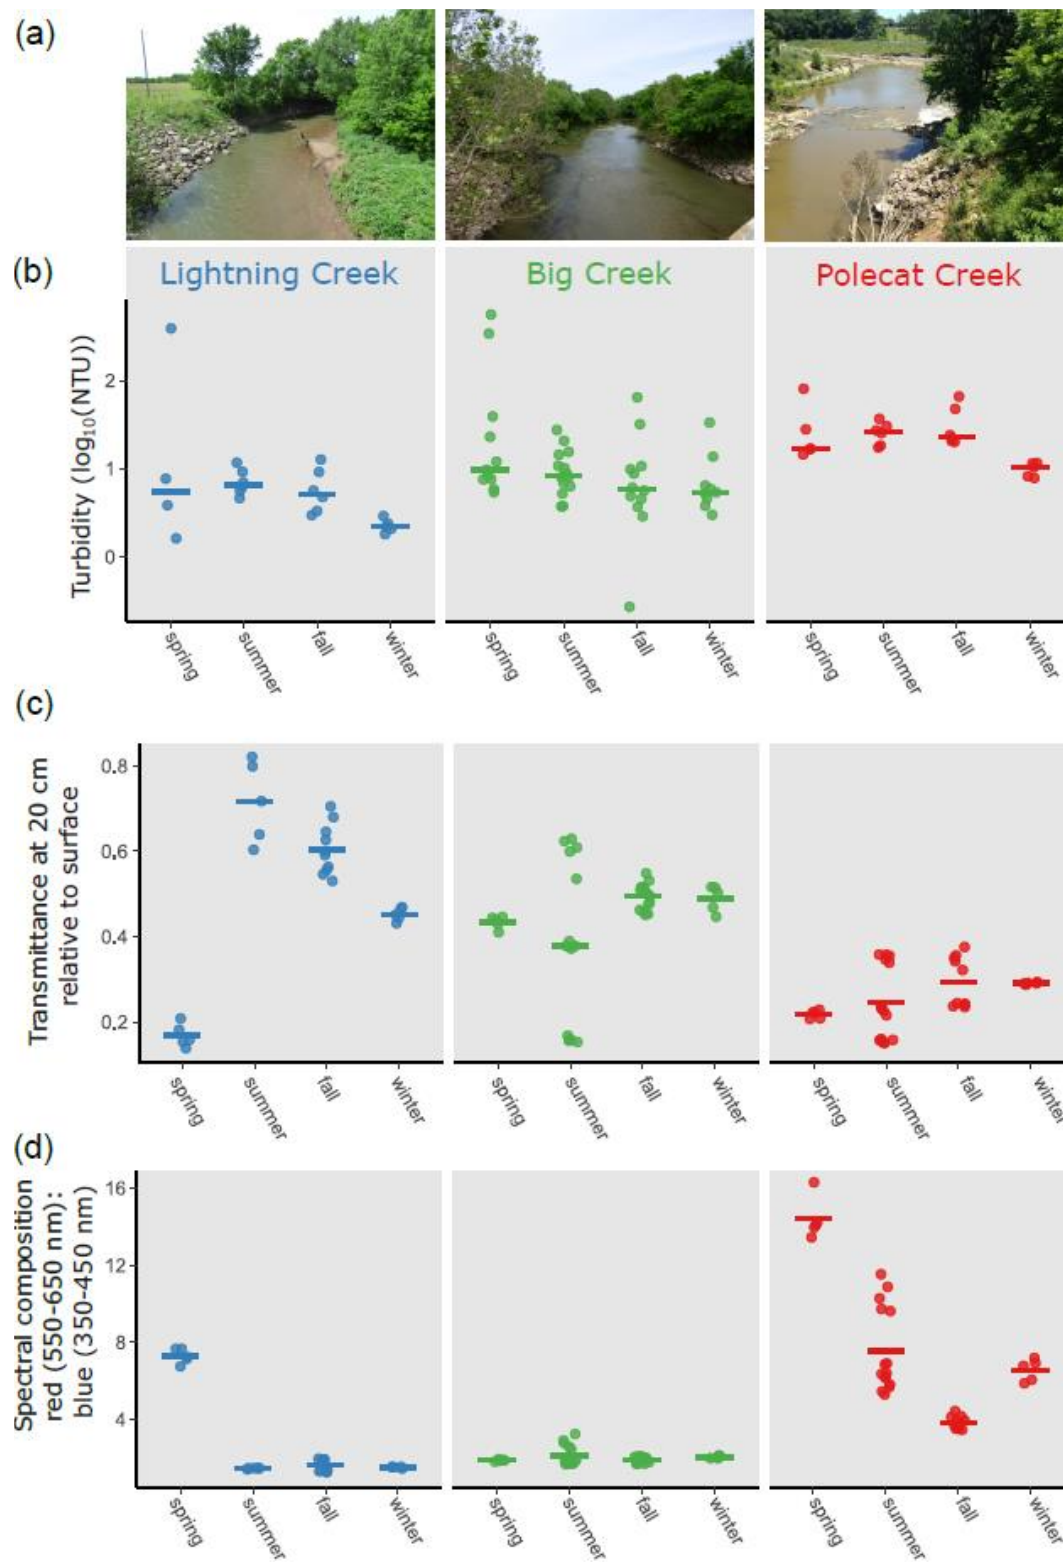 (a)
(b)
Lightning Creek
Big Creek
Polecat Creek
Turbidity (log₁₀(NTU))
2
1
0
spring
summer
fall
winter
spring
summer
fall
winter
spring
summer
fall
winter
(c)
Transmittance at 20 cm
relative to surface
0.8
0.6
0.4
0.2
spring
summer
fall
winter
spring
summer
fall
winter
spring
summer
fall
winter
(d)
Spectral composition
red (550-650 nm):
blue (350-450 nm)
16
12
8
4
spring
summer
fall
winter
spring
summer
fall
winter
spring
summer
fall
winter